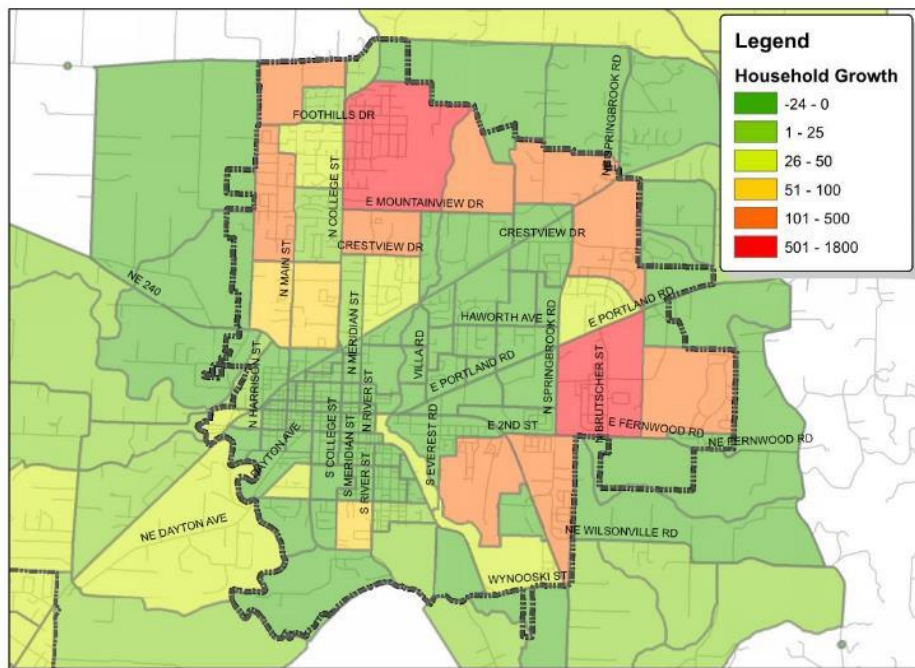 Legend
Household Growth
-24 - 0
1 - 25
26 - 50
51 - 100
101 - 500
501 - 1800
NE SPRINGBROOK RD
FOOTHILLS DR
N COLLEGE ST
E MOUNTAINVIEW DR
CRESTVIEW DR
CRESTVIEW DR
N MAIN ST
NE 240
N MERIDIAN ST
HAWORTH AVE
E PORTLAND RD
VILLA RD
E PORTLAND RD
N HARRISON ST
N RIVER ST
N SPRINGBROOK RD
N BRUTSCHER ST
E 2ND ST
E FERNWOOD RD
NE FERNWOOD RD
DAYTON AVE
S COLLEGE ST
S MERIDIAN ST
S RIVER ST
S EVEREST RD
NE DAYTON AVE
NE WILSONVILLE RD
WYNOOSKI ST